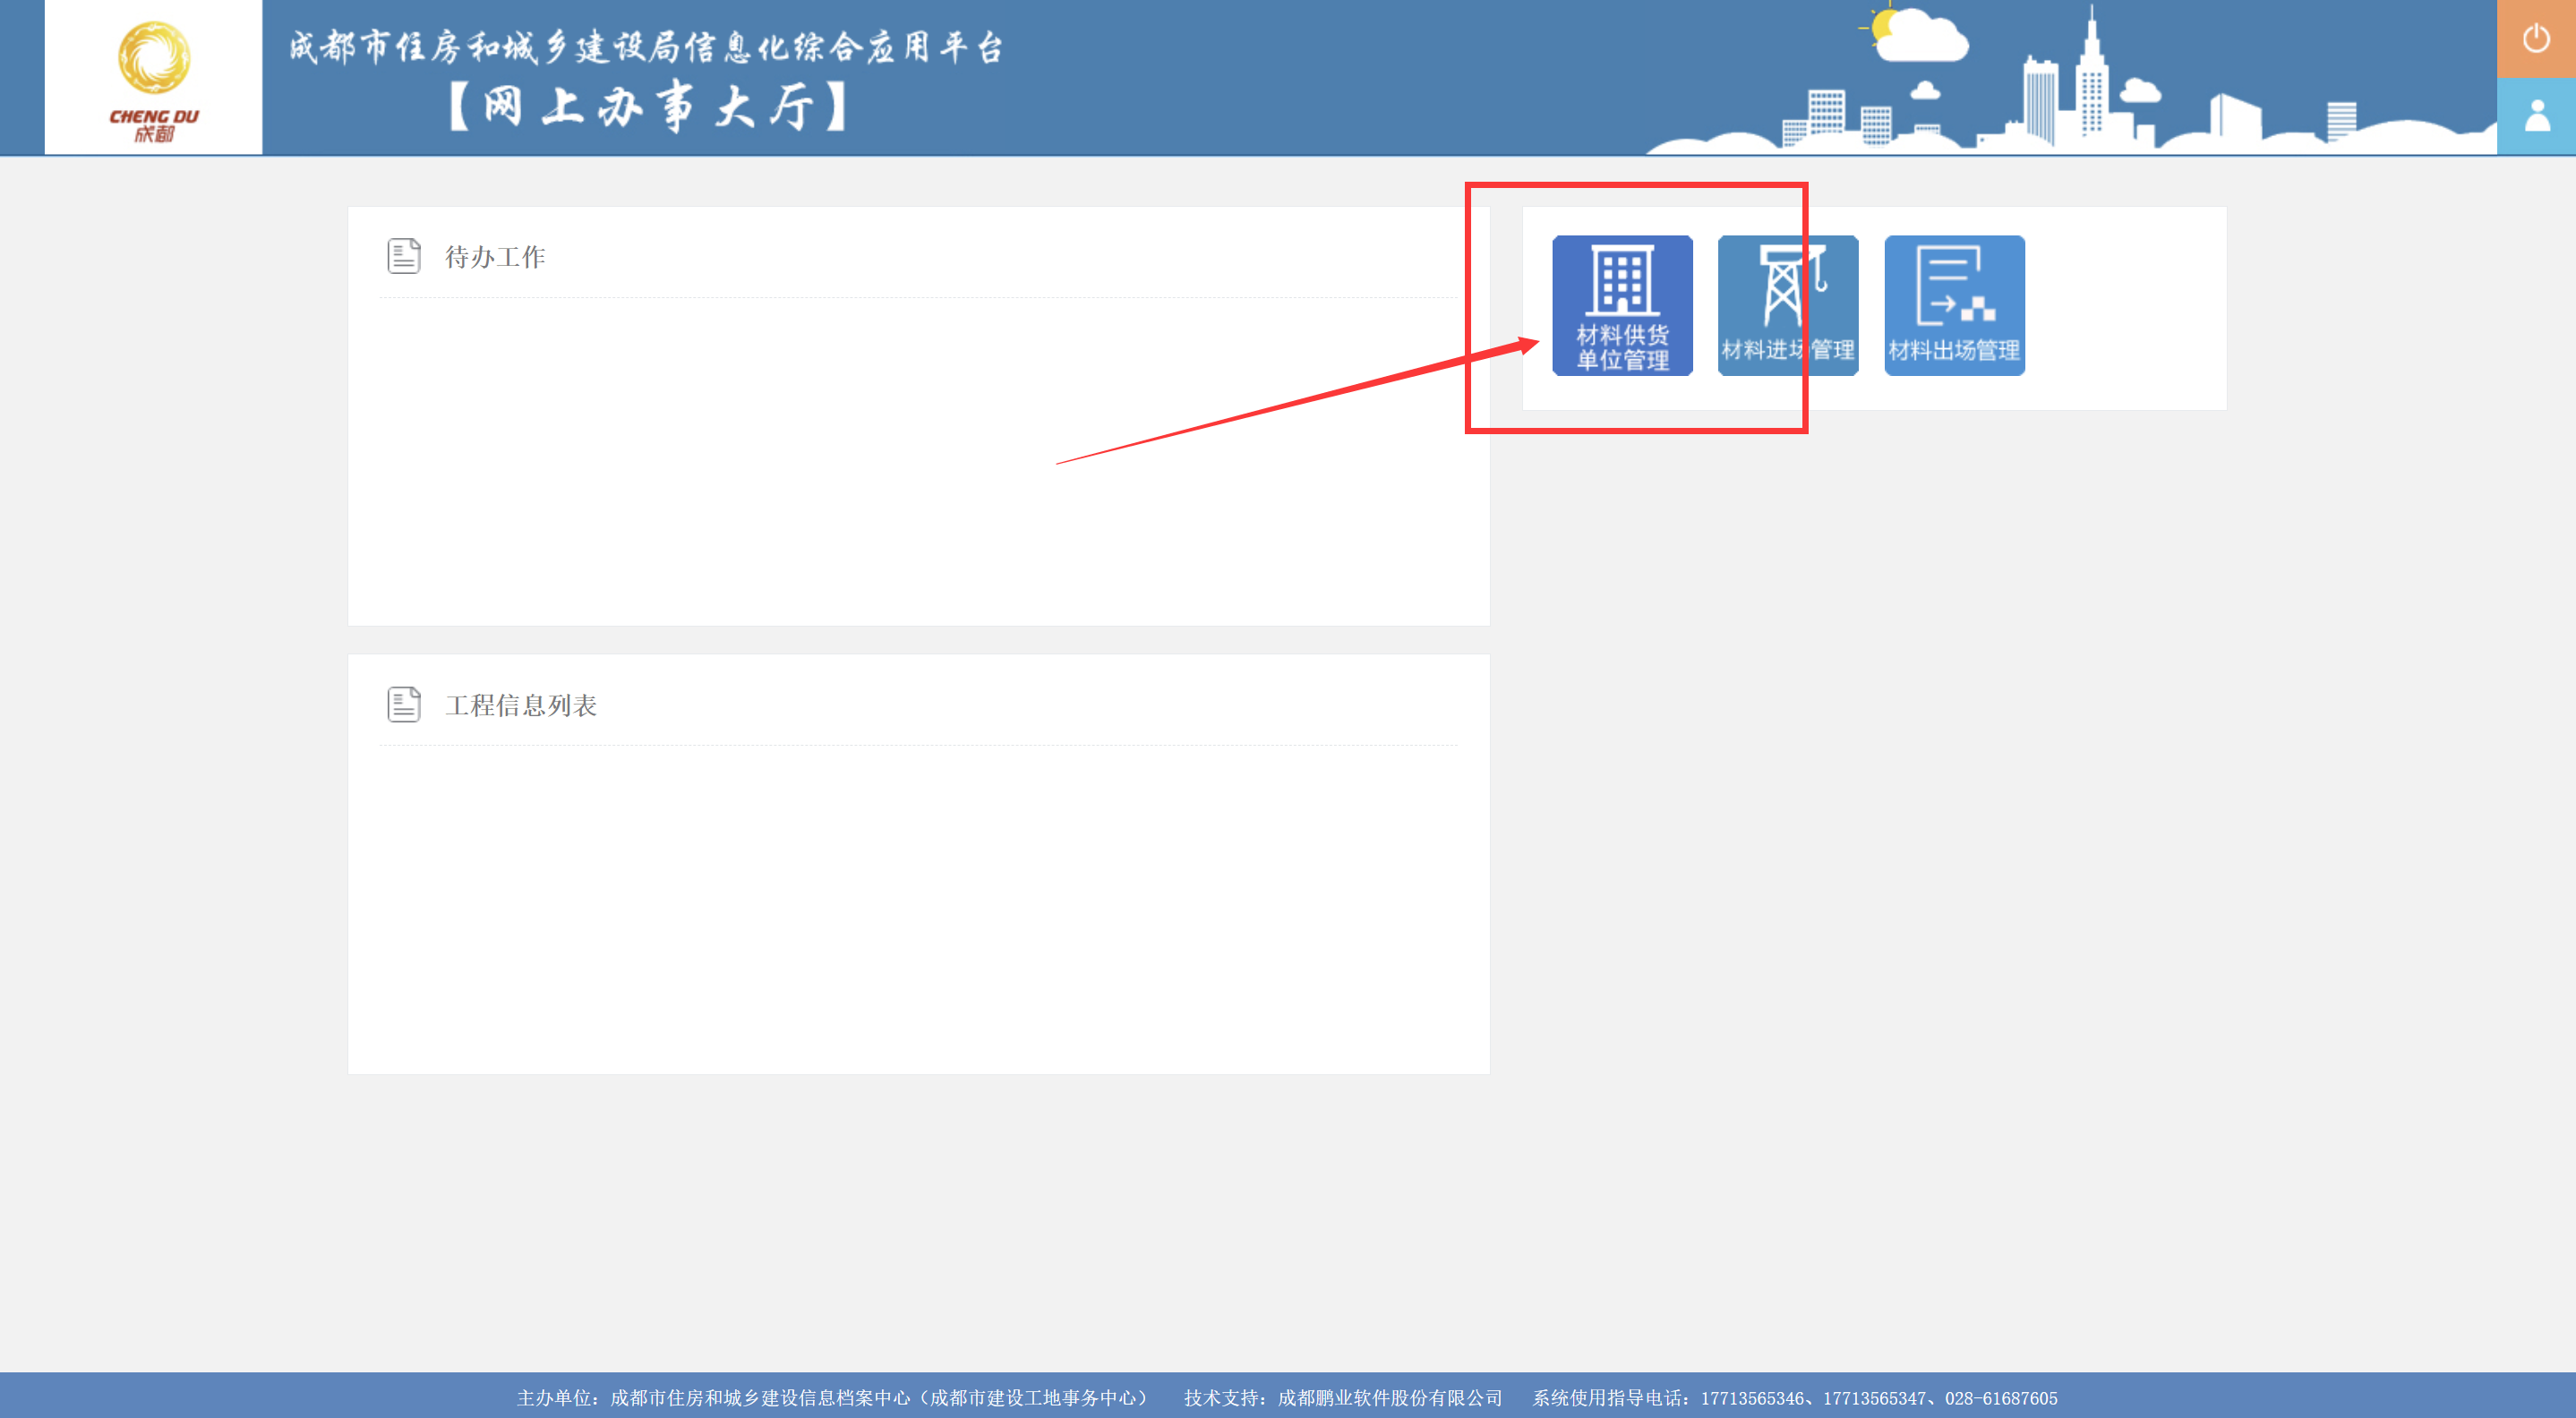 CHENG DU
成都
成都市住房和城乡建设局信息化综合应用平台
【网上办事大厅】
待办工作
材料供货
单位管理
材料进场管理
材料出场管理
工程信息列表
主办单位：成都市住房和城乡建设信息档案中心（成都市建设工地事务中心） 技术支持：成都鹏业软件股份有限公司 系统使用指导电话：17713565346、17713565347、028-61687605